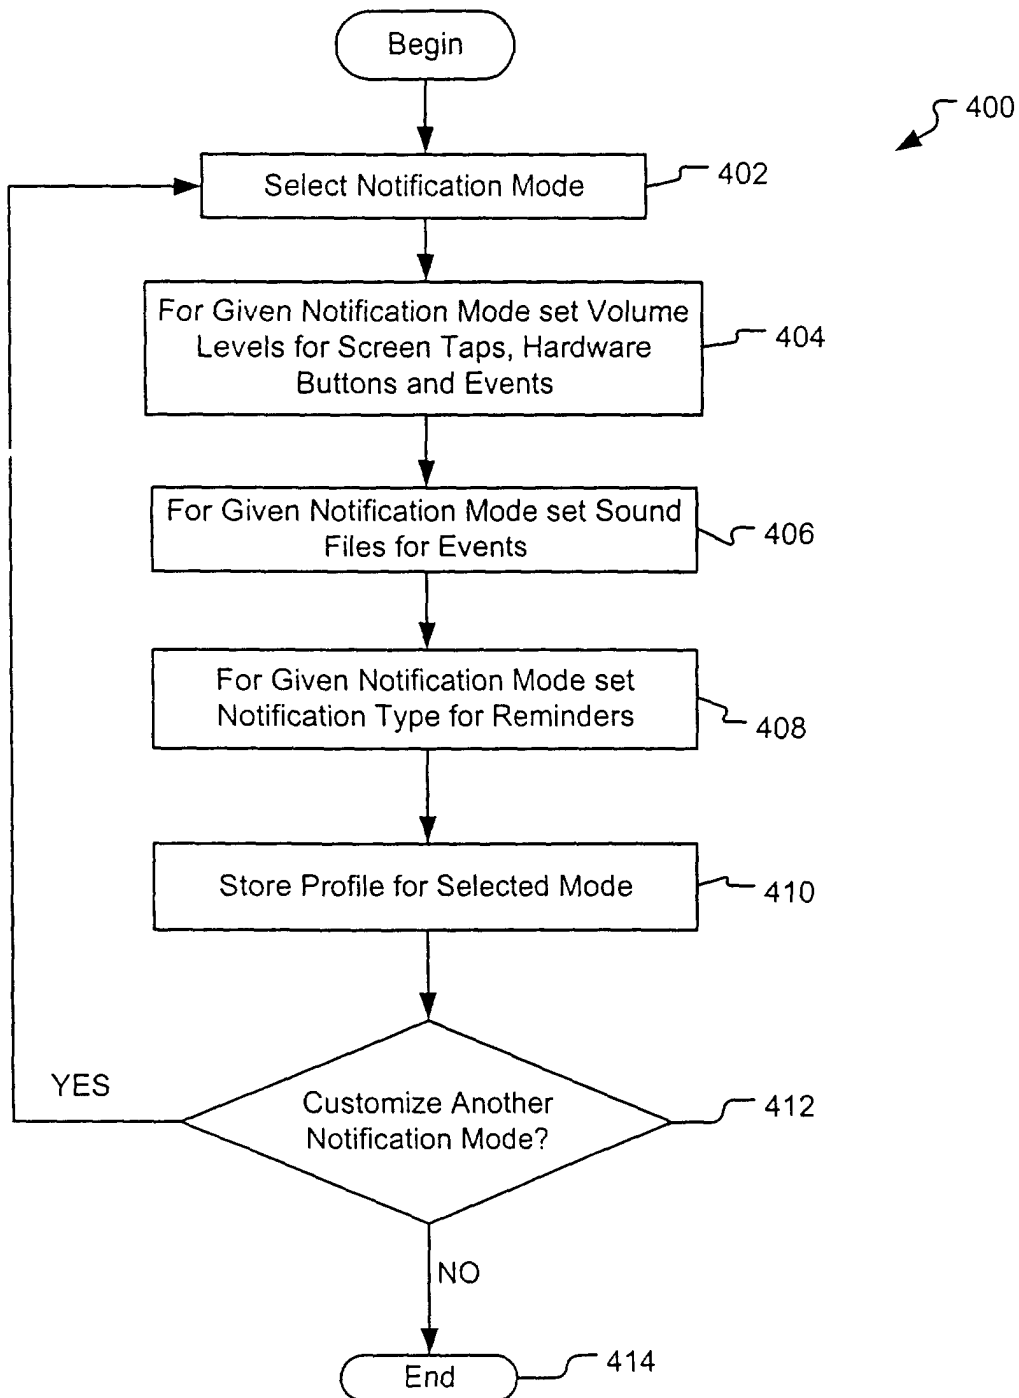 Begin
400
Select Notification Mode
402
For Given Notification Mode set Volume
Levels for Screen Taps, Hardware
Buttons and Events
404
For Given Notification Mode set Sound
Files for Events
406
For Given Notification Mode set
Notification Type for Reminders
408
Store Profile for Selected Mode
410
YES
Customize Another
Notification Mode?
412
NO
End
414